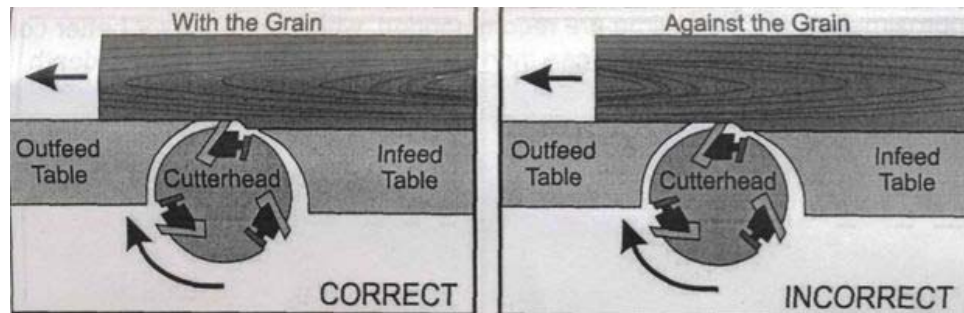 With the Grain
Outfeed
Table
Cutterhead
Infeed
Table
CORRECT
Against the Grain
Outfeed
Table
Cutterhead
Infeed
Table
INCORRECT